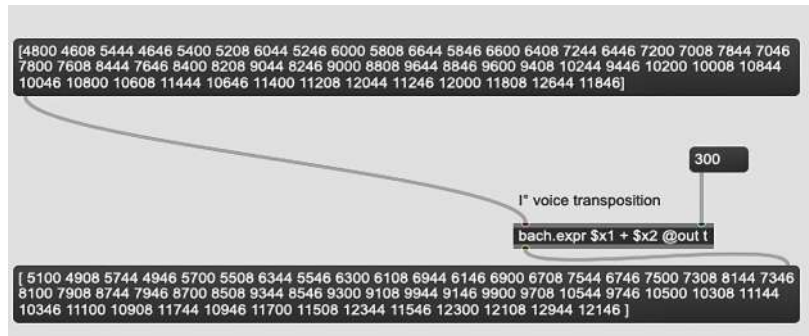 [4800 4608 5444 4646 5400 5208 6044 5246 6000 5808 6644 5846 6600 6408 7244 6446 7200 7008 7844 7046
7800 7608 8444 7646 8400 8208 9044 8246 9000 8808 9644 8846 9600 9408 10244 9446 10200 10008 10844
10046 10800 10608 11444 10646 11400 11208 12044 11246 12000 11808 12644 11846]
300
I° voice transposition
bach.expr $x1 + $x2 @out t
[ 5100 4908 5744 4946 5700 5508 6344 5546 6300 6108 6944 6146 6900 6708 7544 6746 7500 7308 8144 7346
8100 7908 8744 7946 8700 8508 9344 8546 9300 9108 9944 9146 9900 9708 10544 9746 10500 10308 11144
10346 11100 10908 11744 10946 11700 11508 12344 11546 12300 12108 12944 12146 ]